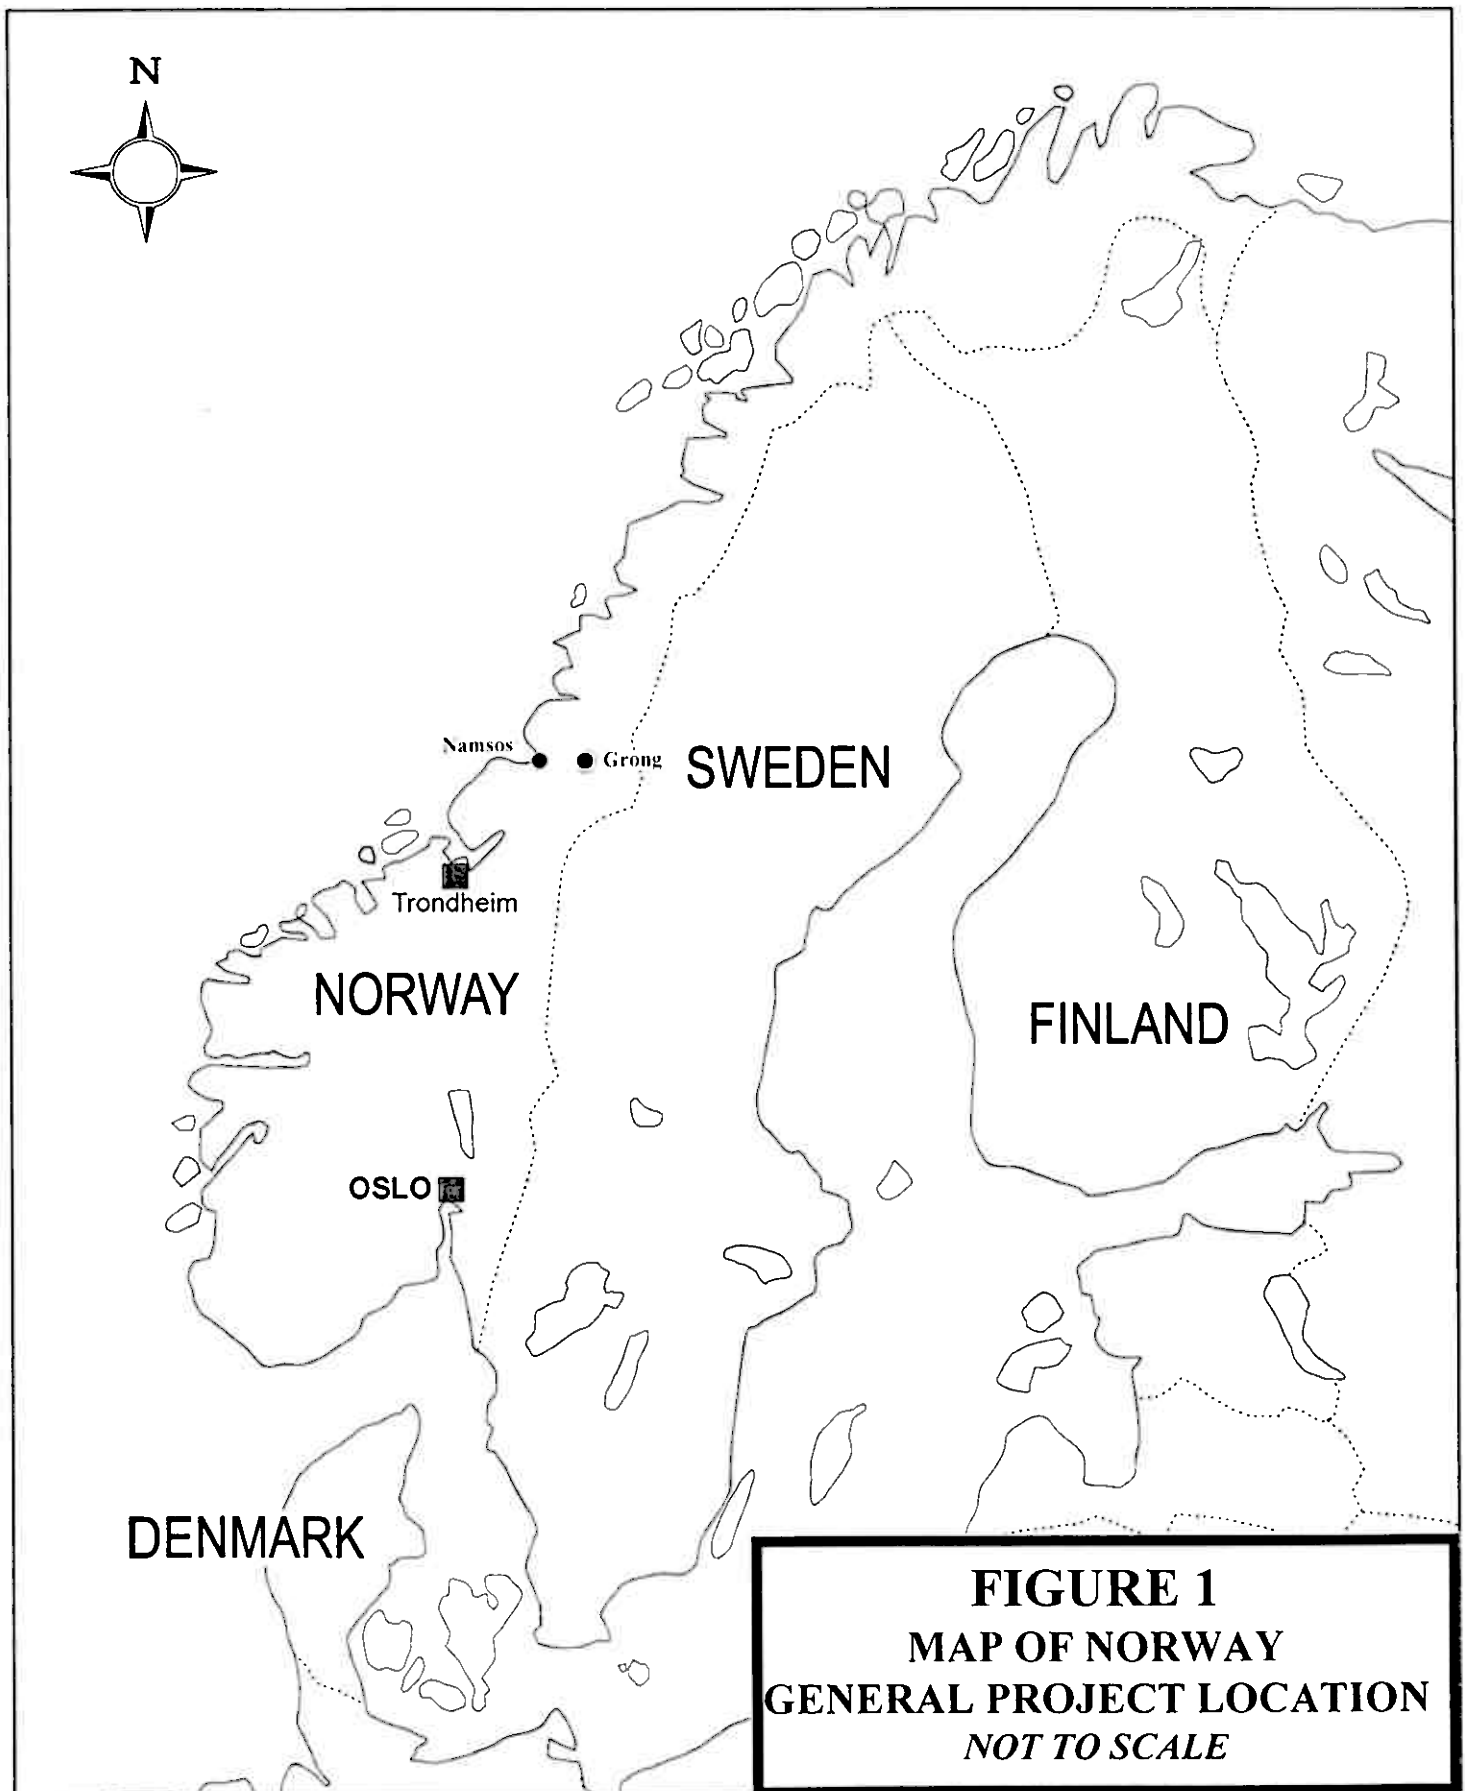 N
Namsos
Grong
SWEDEN
Trondheim
NORWAY
FINLAND
OSLO
DENMARK
FIGURE 1
MAP OF NORWAY
GENERAL PROJECT LOCATION
NOT TO SCALE